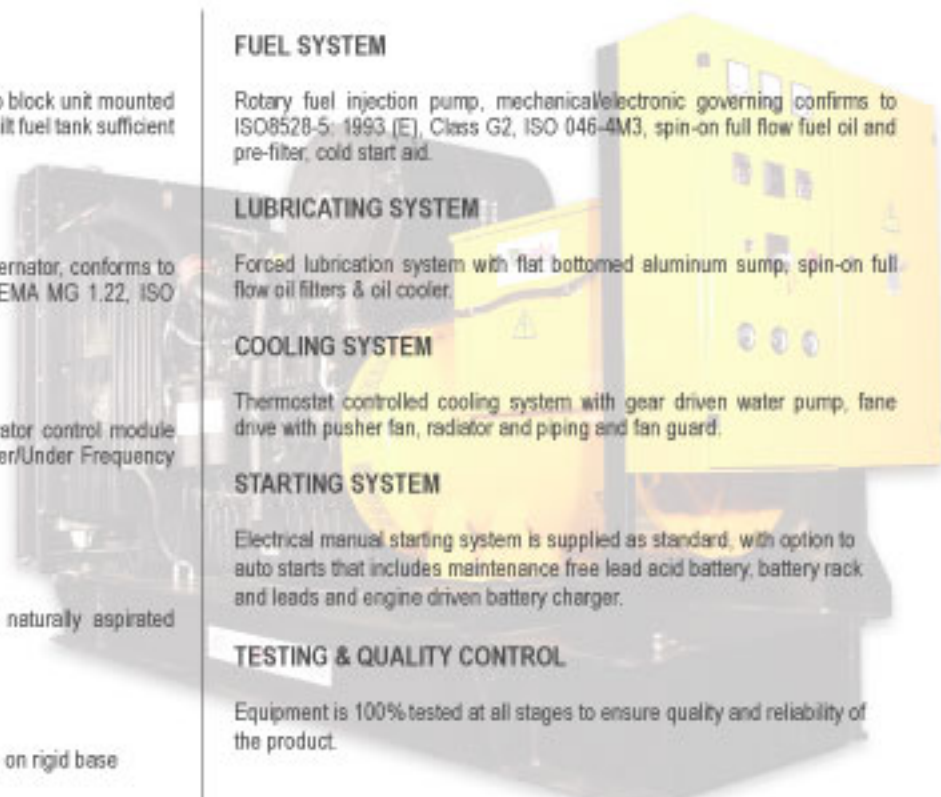 block unit mounted
ilt fuel tank sufficient
ernator, conforms to
EMA MG 1.22, ISO
ator control module
er/Under Frequency
naturally aspirated
on rigid base
FUEL SYSTEM
Rotary fuel injection pump, mechanical/electronic governing confirms to
ISO8528-5: 1993 (E), Class G2, ISO 046-4M3, spin-on full flow fuel oil and
pre-filter, cold start aid.
LUBRICATING SYSTEM
Forced lubrication system with flat bottomed aluminum sump, spin-on full
flow oil filters & oil cooler.
COOLING SYSTEM
Thermostat controlled cooling system with gear driven water pump, fane
drive with pusher fan, radiator and piping and fan guard.
STARTING SYSTEM
Electrical manual starting system is supplied as standard, with option to
auto starts that includes maintenance free lead acid battery, battery rack
and leads and engine driven battery charger.
TESTING & QUALITY CONTROL
Equipment is 100% tested at all stages to ensure quality and reliability of
the product.